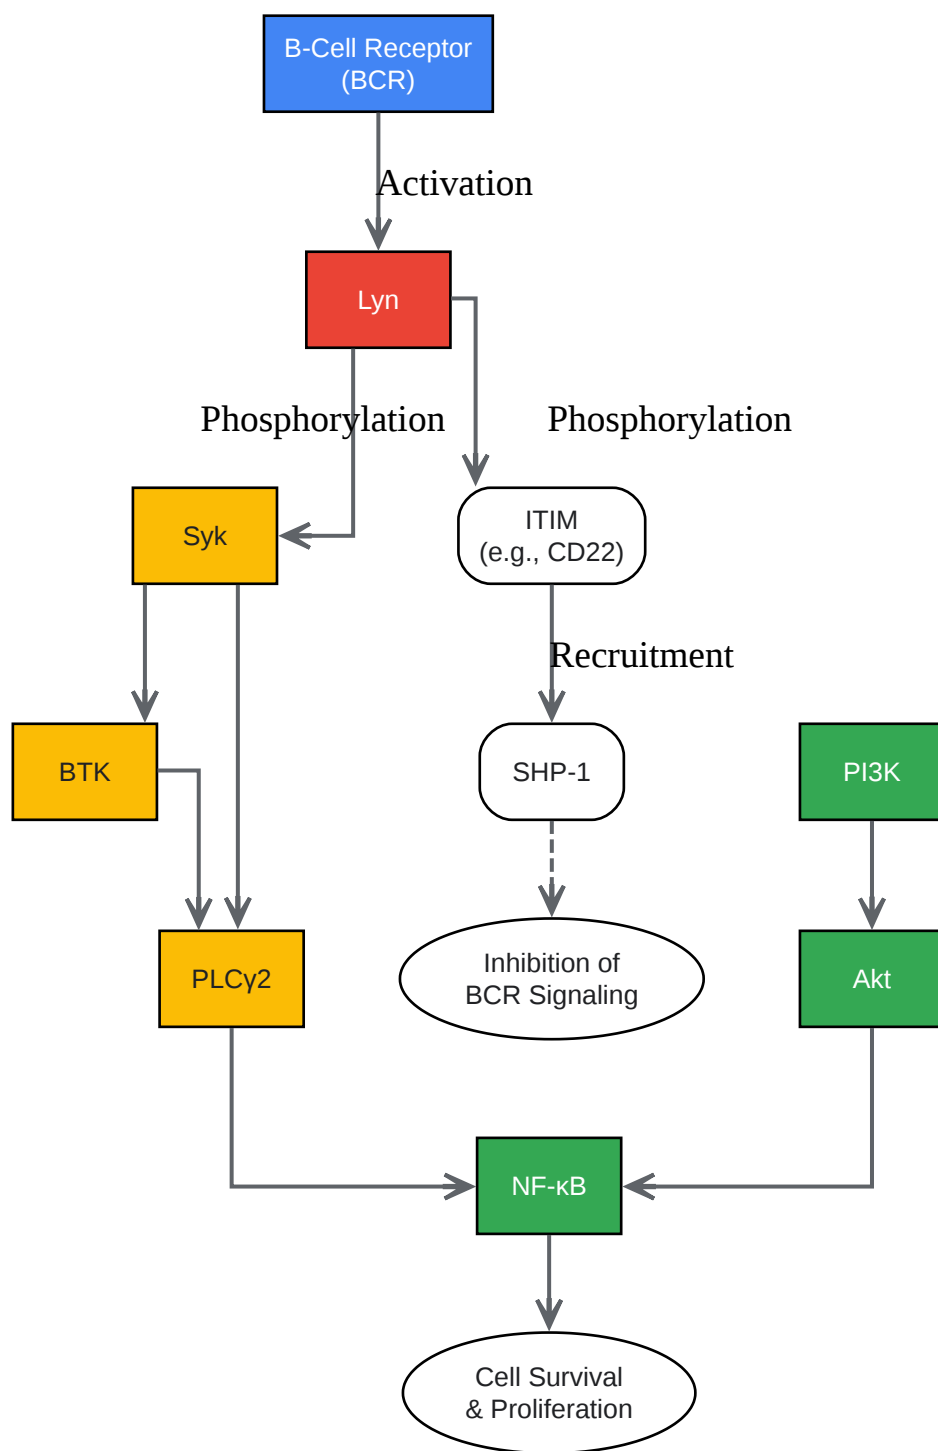 B-Cell Receptor
(BCR)
Activation
Lyn
Phosphorylation
Phosphorylation
Syk
ITIM
(e.g., CD22)
Recruitment
BTK
SHP-1
PI3K
PLCγ2
Inhibition of
BCR Signaling
Akt
NF-κB
Cell Survival
& Proliferation